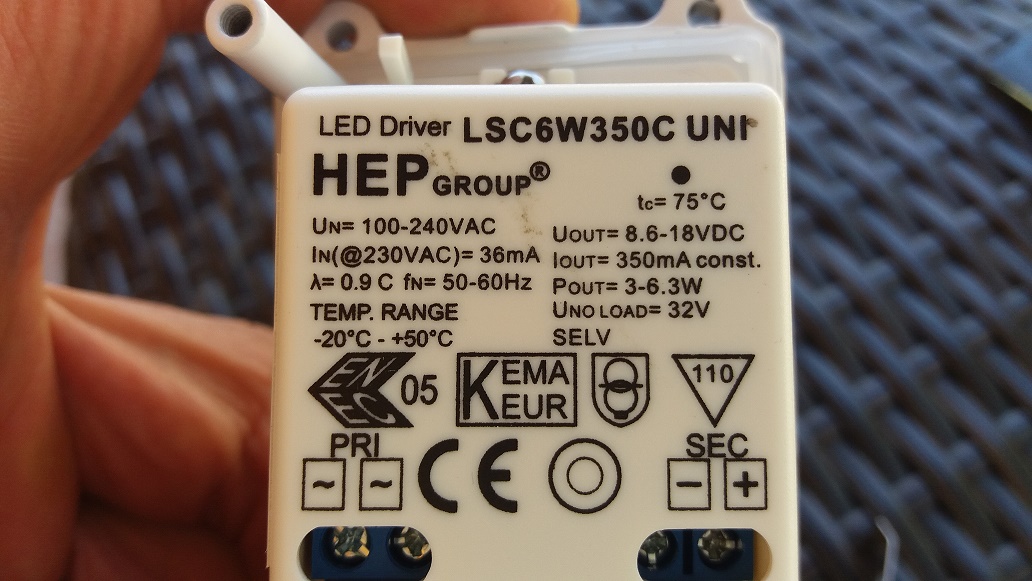 LED Driver LSC6W350C UNI
HEP GROUP®
tc= 75°C
UN= 100-240VAC
IN(@230VAC)= 36mA
λ= 0.9 C fN= 50-60Hz
TEMP. RANGE
-20°C - +50°C
UOUT= 8.6-18VDC
IOUT= 350mA const.
POUT= 3-6.3W
UNO LOAD= 32V
SELV
EN
EC
05
KEMA
KEUR
110
PRI
~ ~
CE
SEC
- +